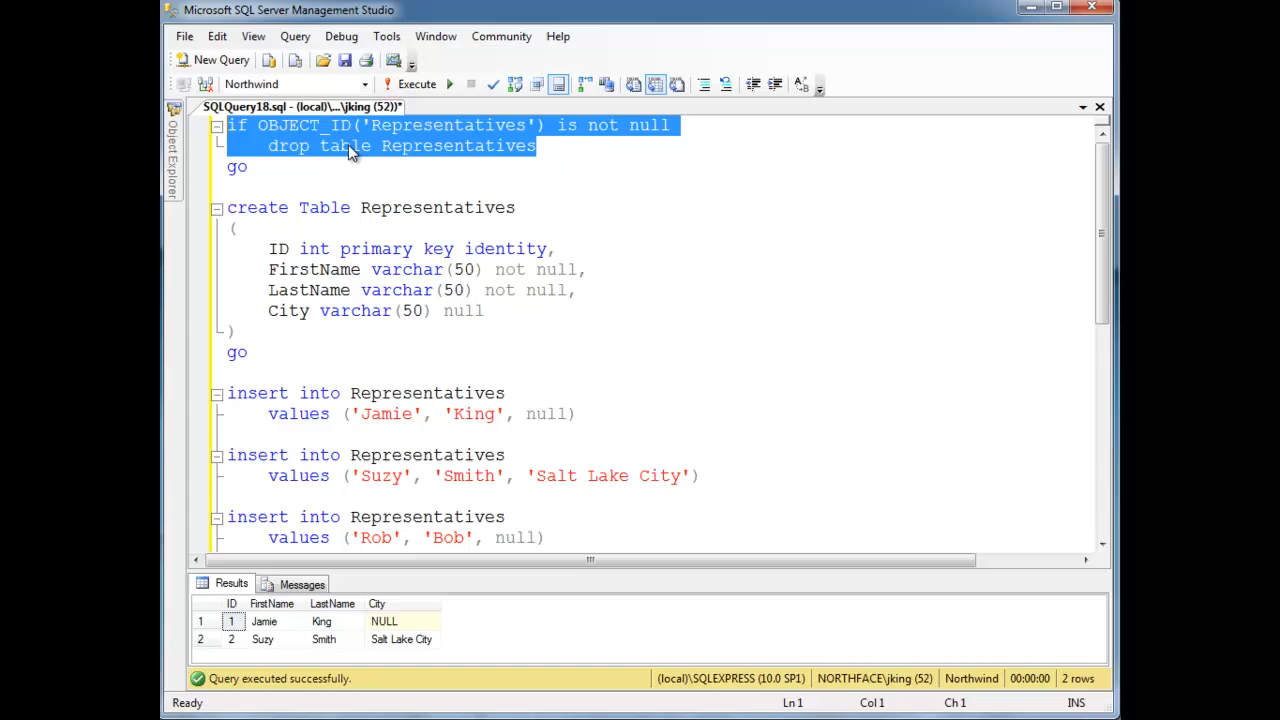 Microsoft SQL Server Management Studio
File Edit View Query Debug Tools Window Community Help
New Query
Northwind Execute
SQLQuery18.sql - (local)\...\jking (52))*
Object Explorer
if OBJECT_ID('Representatives') is not null
drop table Representatives
go
create Table Representatives
(
ID int primary key identity,
FirstName varchar(50) not null,
LastName varchar(50) not null,
City varchar(50) null
)
go
insert into Representatives
values ('Jamie', 'King', null)
insert into Representatives
values ('Suzy', 'Smith', 'Salt Lake City')
insert into Representatives
values ('Rob', 'Bob', null)
Results Messages
ID FirstName LastName City
1 1 Jamie King NULL
2 2 Suzy Smith Salt Lake City
Query executed successfully. (local)\SQLEXPRESS (10.0 SP1) NORTHFACE\jking (52) Northwind 00:00:00 2 rows
Ready Ln 1 Col 1 Ch 1 INS